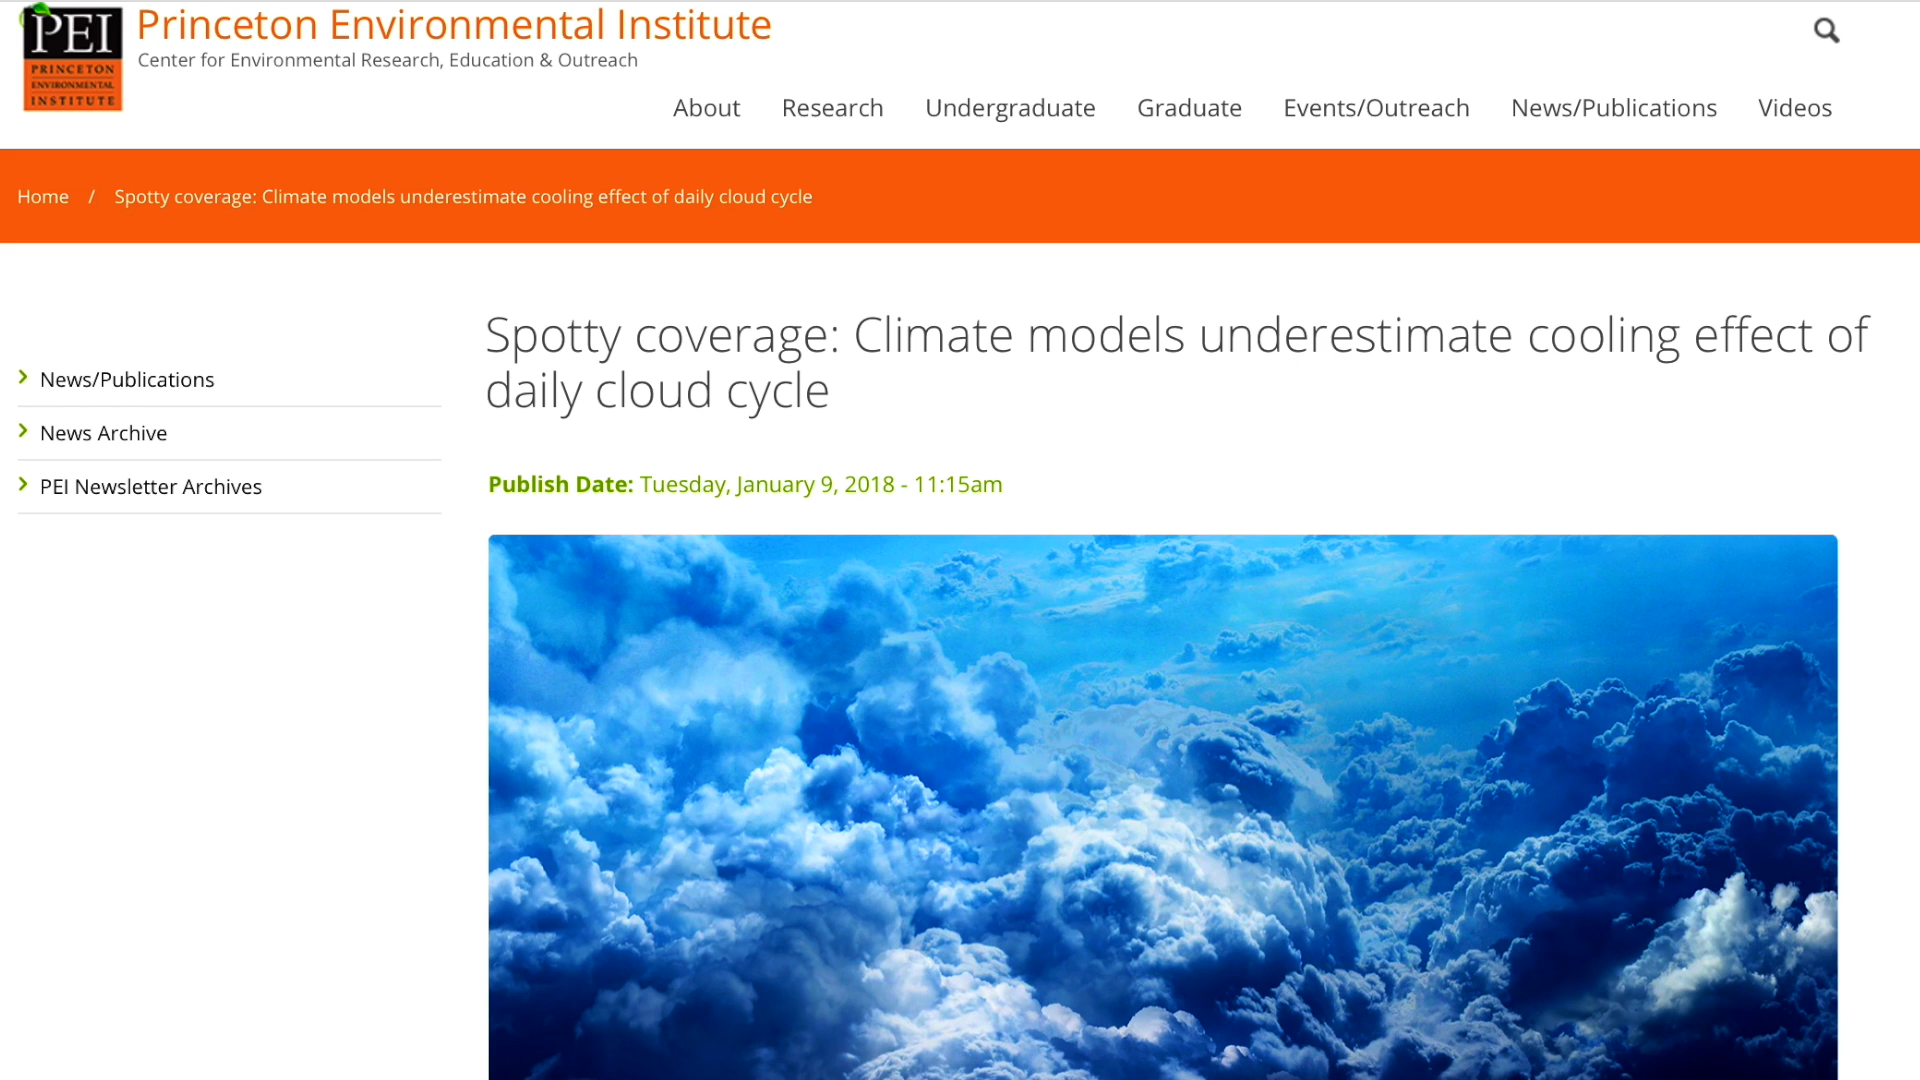 PEI
PRINCETON
ENVIRONMENTAL
INSTITUTE
Princeton Environmental Institute
Center for Environmental Research, Education & Outreach
About Research Undergraduate Graduate Events/Outreach News/Publications Videos
Home / Spotty coverage: Climate models underestimate cooling effect of daily cloud cycle
News/Publications
News Archive
PEI Newsletter Archives
Spotty coverage: Climate models underestimate cooling effect of
daily cloud cycle
Publish Date: Tuesday, January 9, 2018 - 11:15am